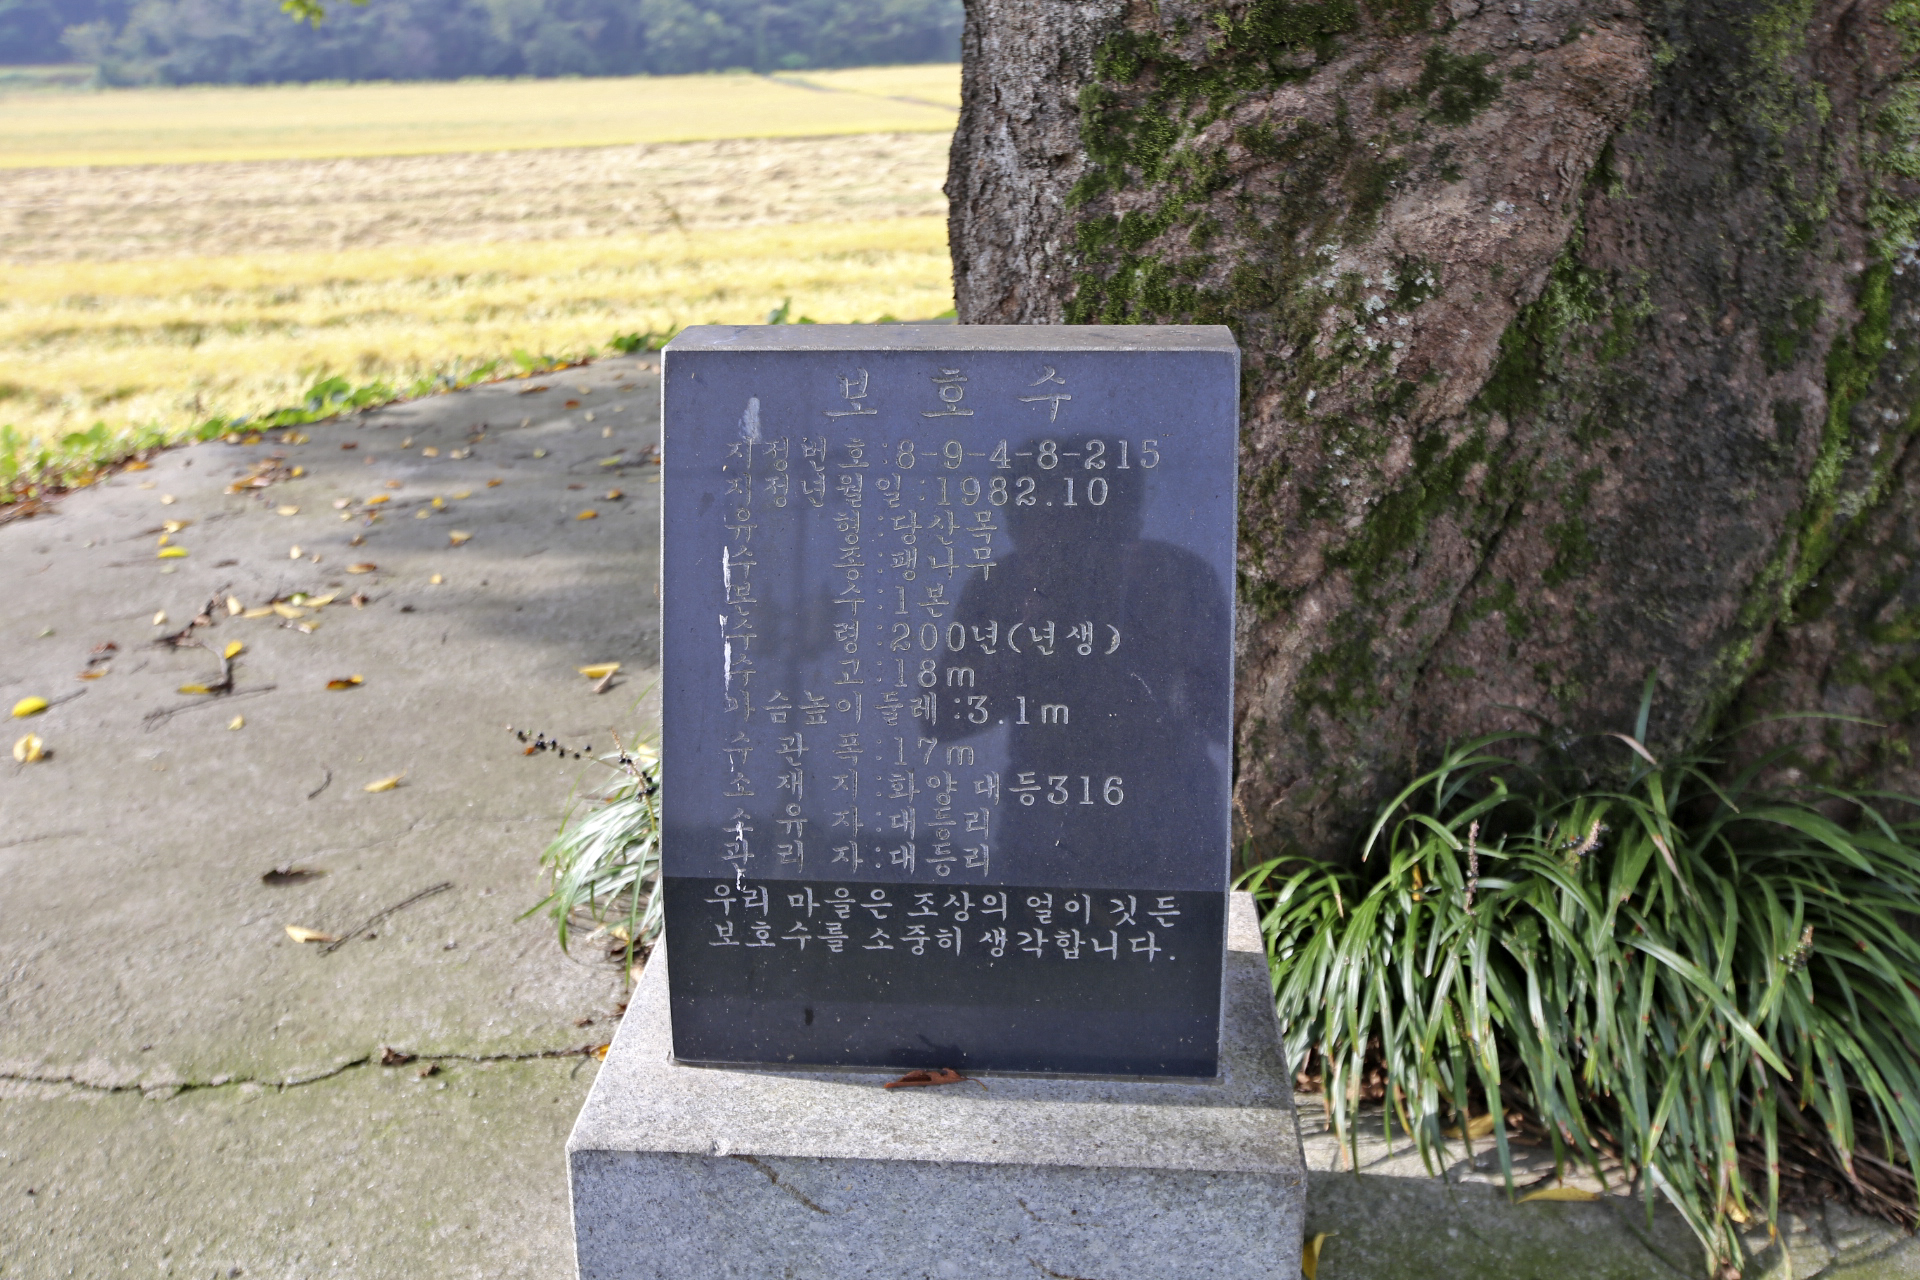 보 호 수
지정번호:8-9-4-8-215
지정년월일:1982.10
유 형:당산목
수 종:팽나무
본 수:1본
수 령:200년(년생)
수 고:18m
가슴높이 둘레:3.1m
수 관 폭:17m
소 재 지:화양 대등316
소 유 자:대등리
관 리 자:대등리
우리 마을은 조상의 얼이 깃든
보호수를 소중히 생각합니다.